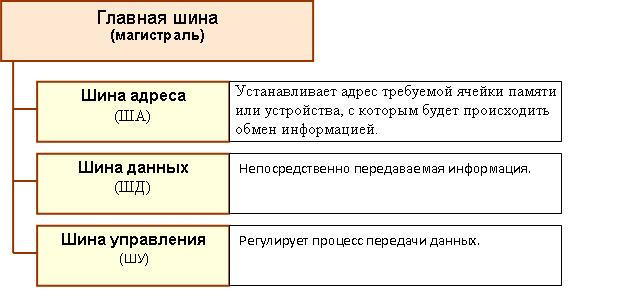 Главная шина
(магистраль)
Шина адреса
(ША)
Устанавливает адрес требуемой ячейки памяти
или устройства, с которым будет происходить
обмен информацией.
Шина данных
(ШД)
Непосредственно передаваемая информация.
Шина управления
(ШУ)
Регулирует процесс передачи данных.